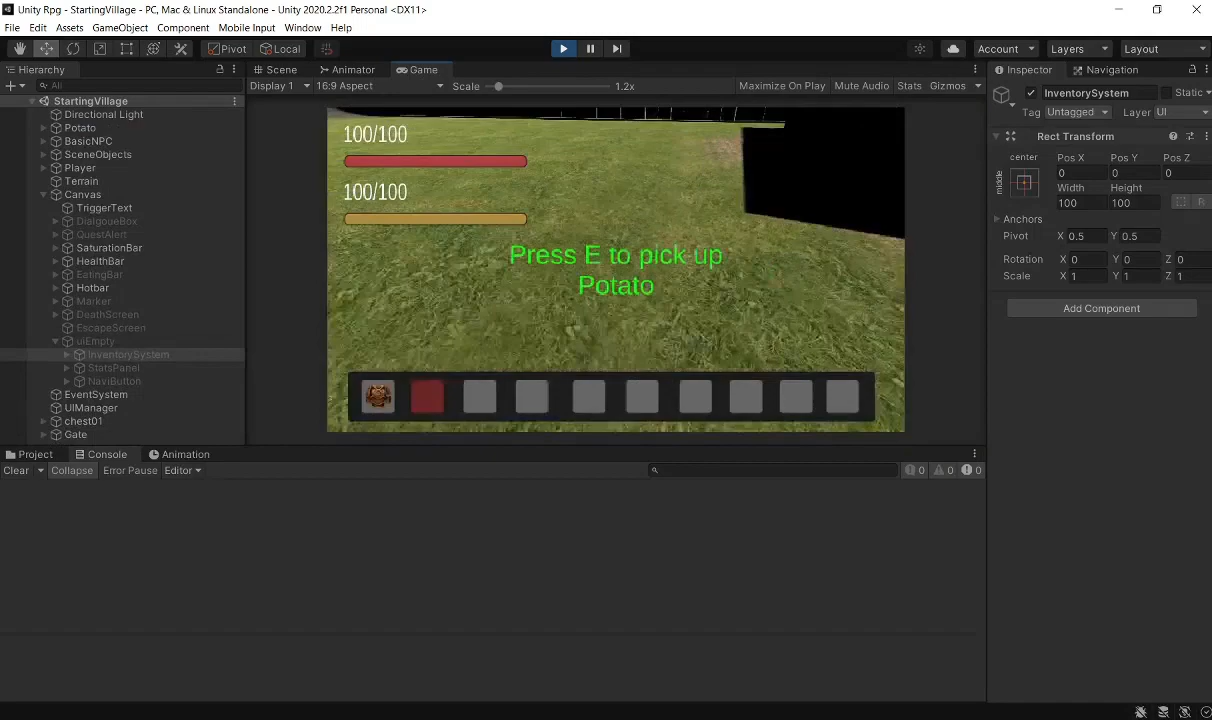 Unity Rpg - StartingVillage - PC, Mac & Linux Standalone - Unity 2020.2.2f1 Personal <DX11>
File Edit Assets GameObject Component Mobile Input Window Help
Pivot Local Account Layers Layout
Hierarchy Scene Animator Game Inspector Navigation
All Display 1 16:9 Aspect Scale 1.2x Maximize On Play Mute Audio Stats Gizmos
InventorySystem Static
Tag Untagged Layer UI
StartingVillage
Directional Light
Potato
BasicNPC
SceneObjects
Player
Terrain
Canvas
TriggerText
DialgoueBox
QuestAlert
SaturationBar
HealthBar
EatingBar
Hotbar
Marker
DeathScreen
EscapeScreen
uiEmpty
InventorySystem
StatsPanel
NaviButton
EventSystem
UIManager
chest01
Gate
100/100
100/100
Press E to pick up
Potato
Rect Transform
center Pos X Pos Y Pos Z
middle 0 0 0
Width Height
100 100 R
Anchors
Pivot X 0.5 Y 0.5
Rotation X 0 Y 0 Z 0
Scale X 1 Y 1 Z 1
Add Component
Project Console Animation
Clear Collapse Error Pause Editor 0 0 0